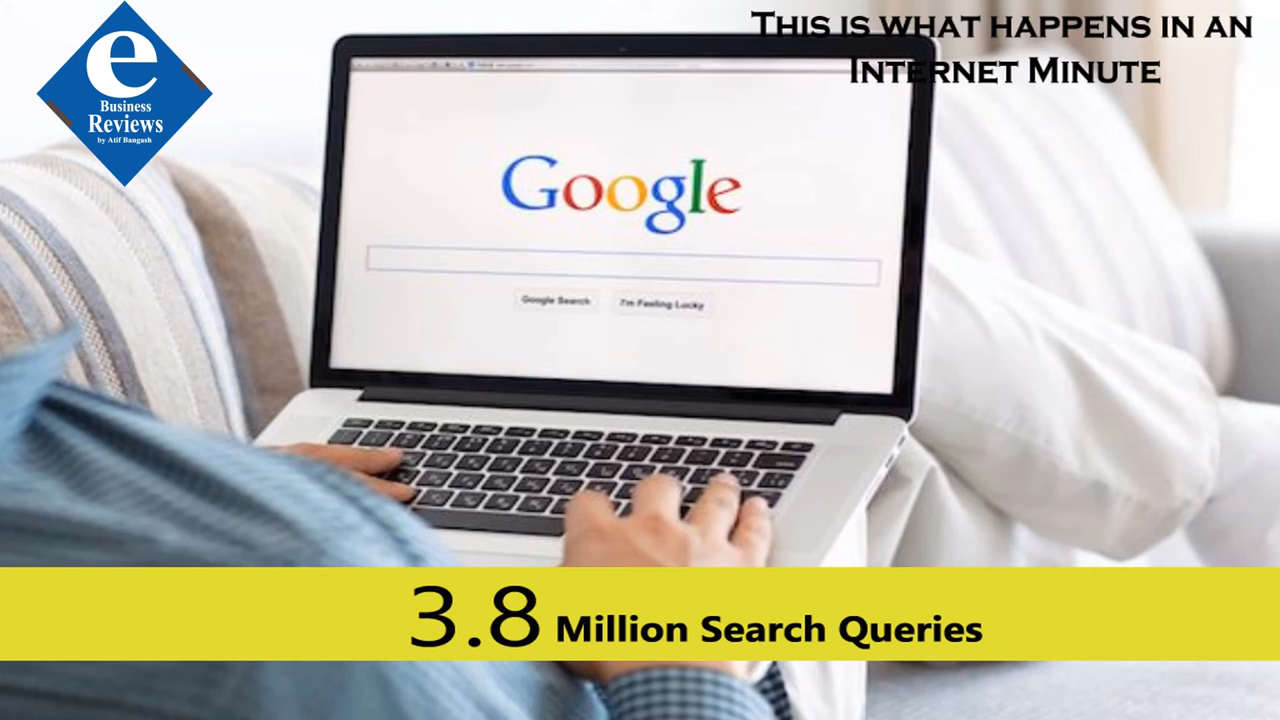 e
Business
Reviews
by Atif Bangash
THIS IS WHAT HAPPENS IN AN
INTERNET MINUTE
Google
Google Search
I'm Feeling Lucky
3.8 Million Search Queries